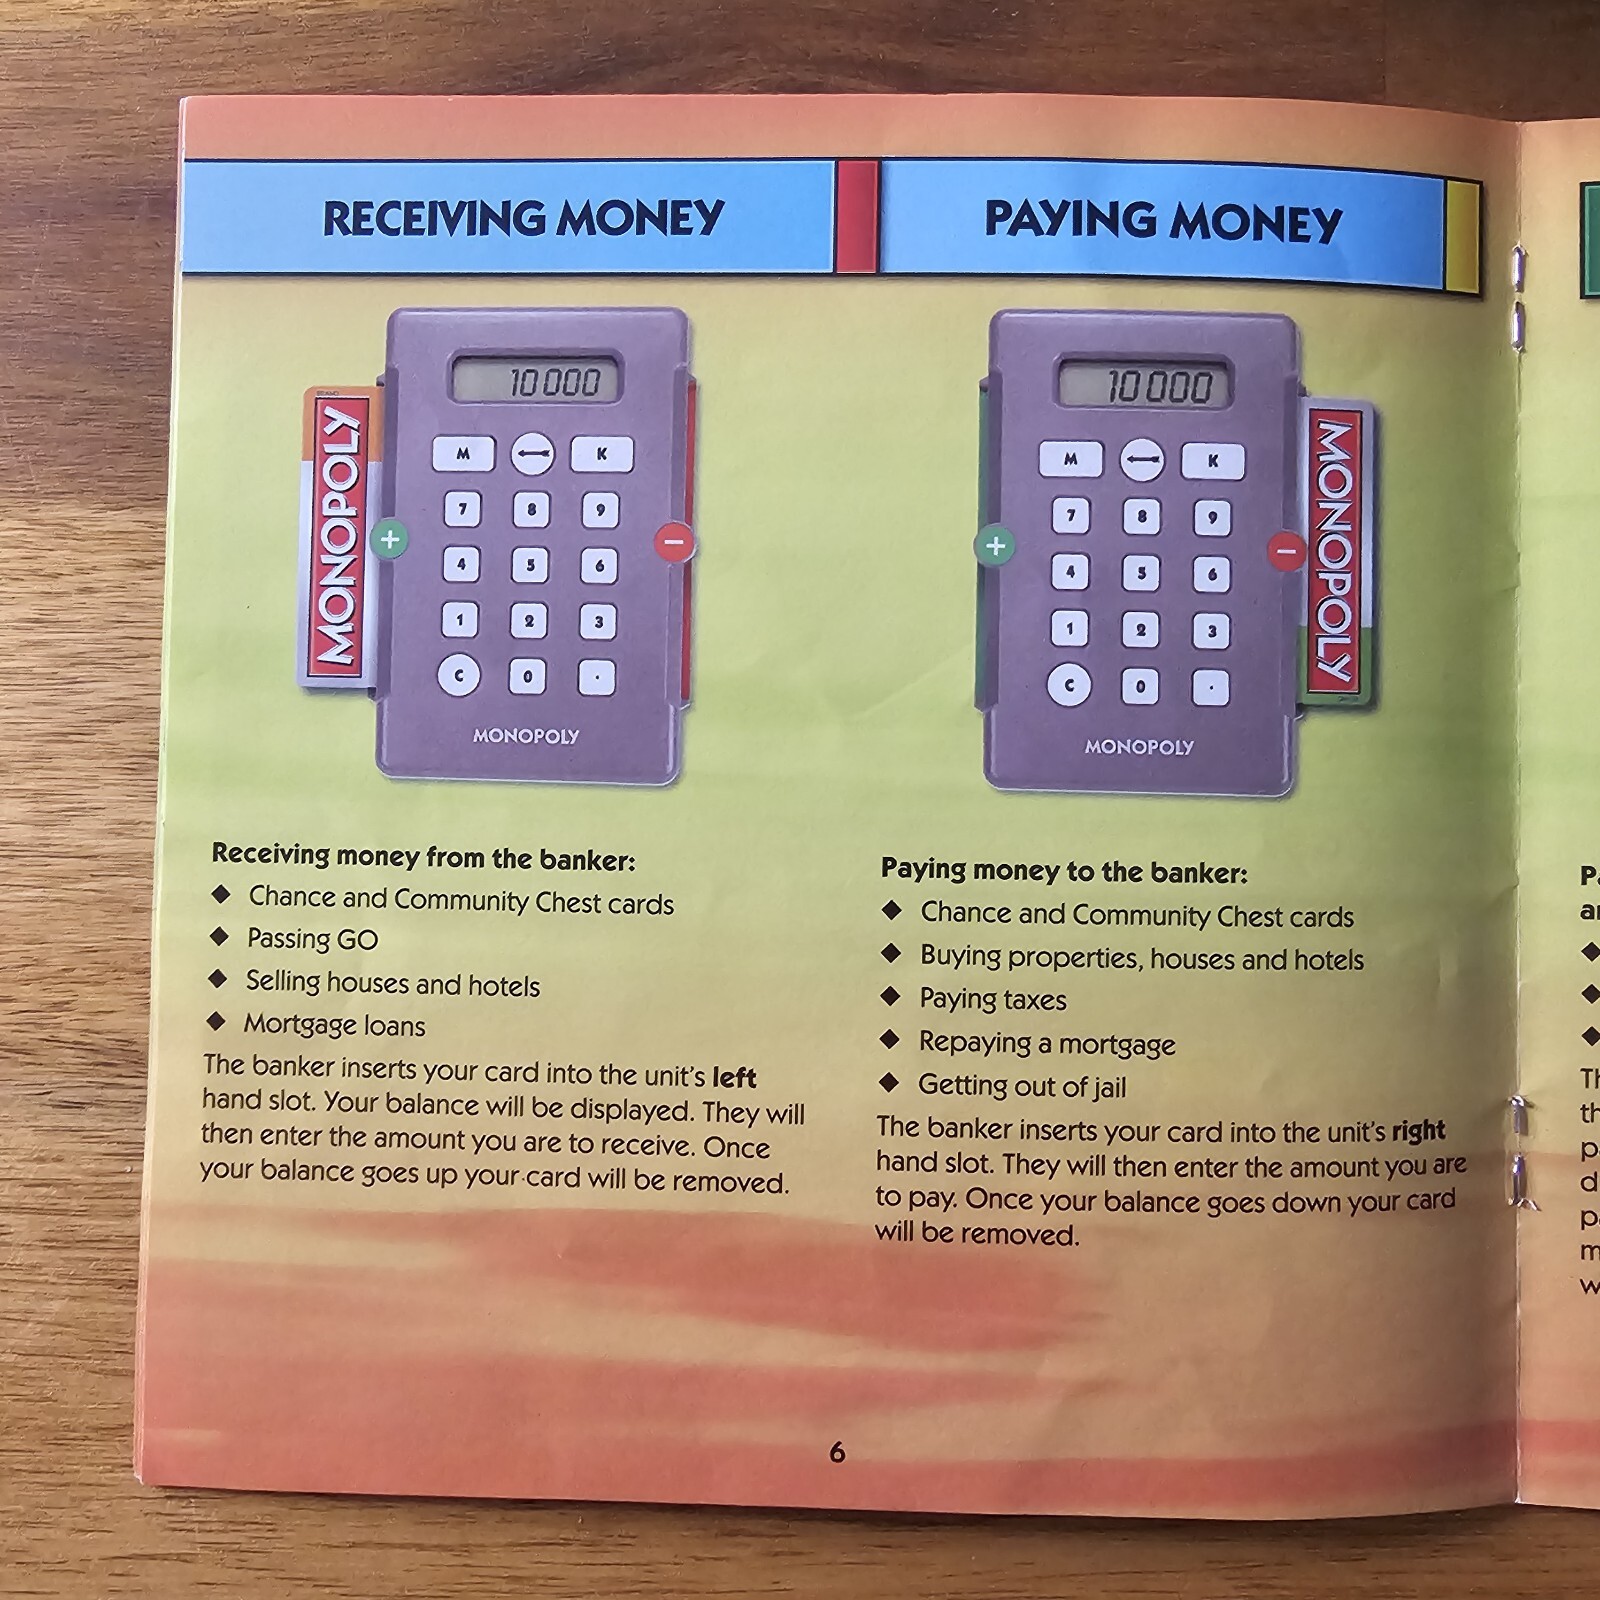 RECEIVING MONEY
10000
MONOPOLY
M K
7 8 9
+ −
4 5 6
1 2 3
C 0 .
MONOPOLY
Receiving money from the banker:
◆ Chance and Community Chest cards
◆ Passing GO
◆ Selling houses and hotels
◆ Mortgage loans
The banker inserts your card into the unit's left
hand slot. Your balance will be displayed. They will
then enter the amount you are to receive. Once
your balance goes up your card will be removed.
PAYING MONEY
10000
MONOPOLY
M K
7 8 9
+ −
4 5 6
1 2 3
C 0 .
MONOPOLY
Paying money to the banker:
◆ Chance and Community Chest cards
◆ Buying properties, houses and hotels
◆ Paying taxes
◆ Repaying a mortgage
◆ Getting out of jail
The banker inserts your card into the unit's right
hand slot. They will then enter the amount you are
to pay. Once your balance goes down your card
will be removed.
6